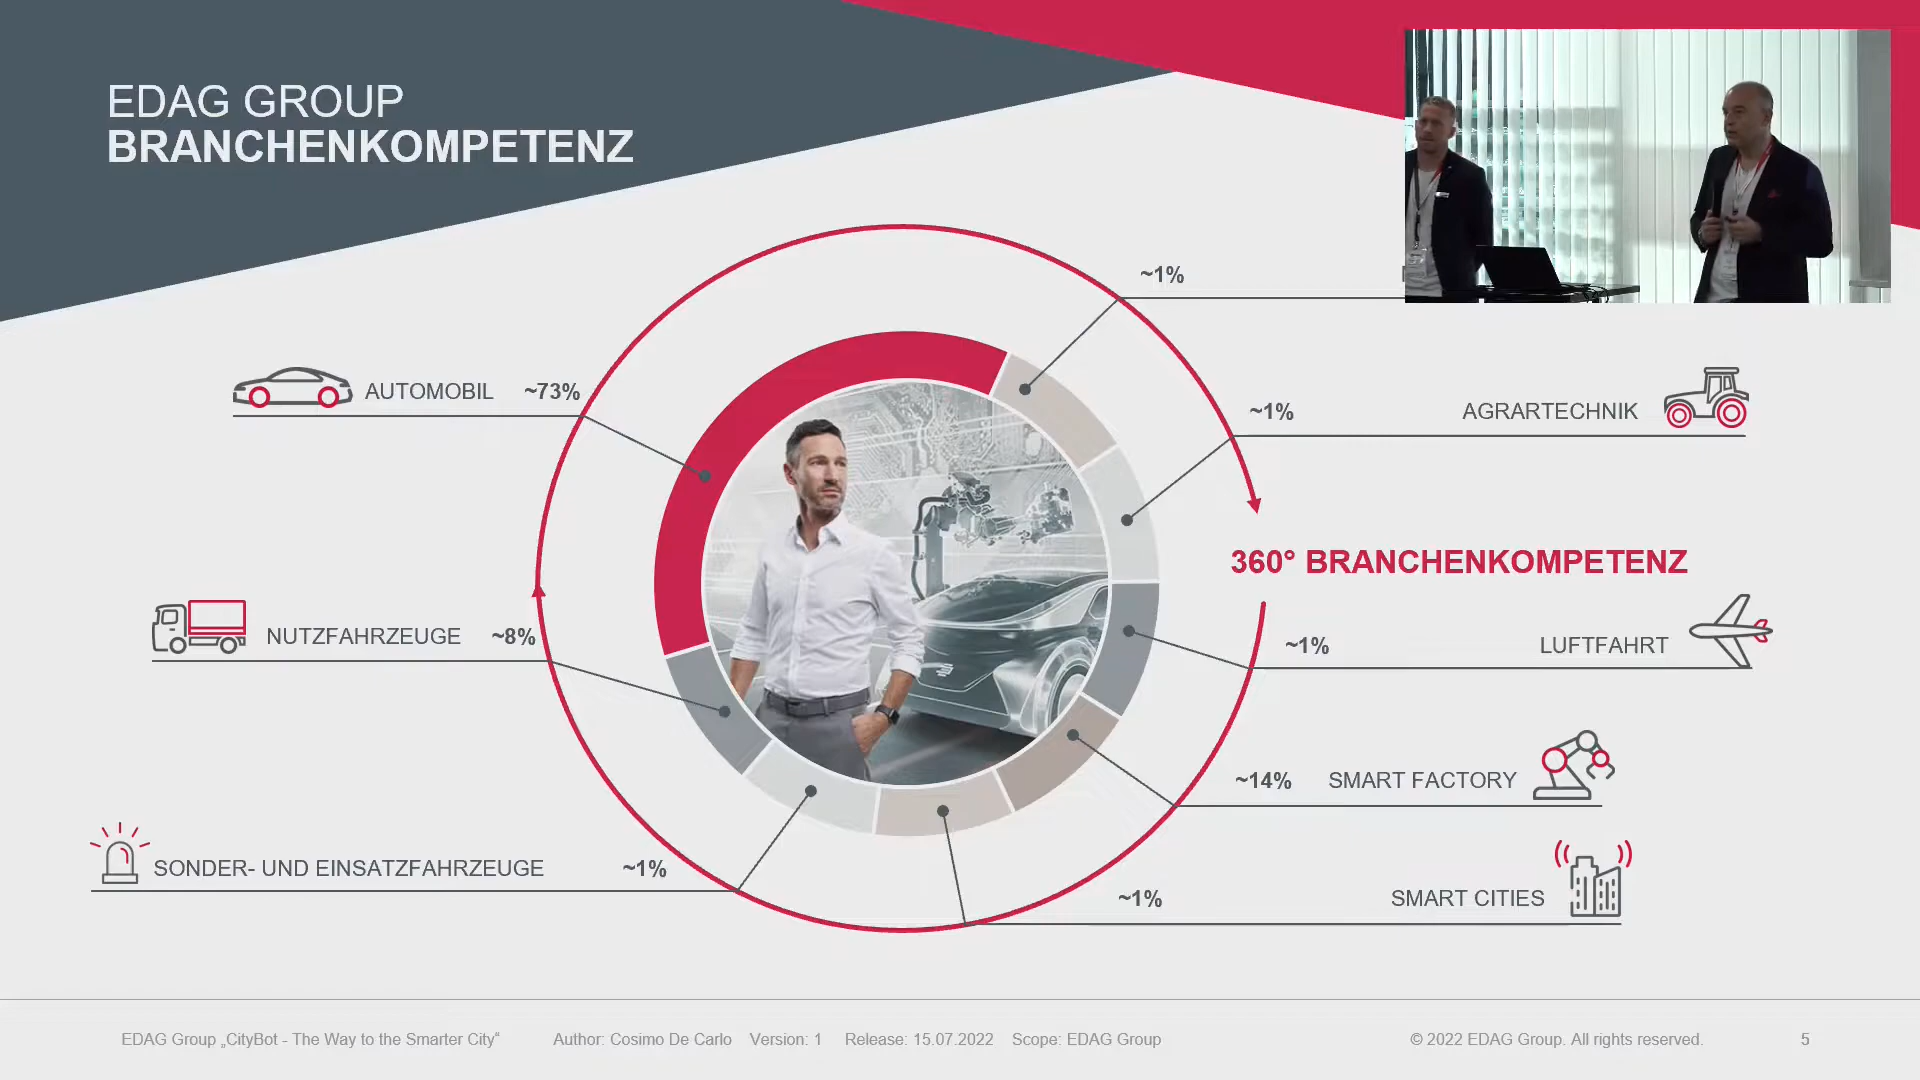 EDAG GROUP
BRANCHENKOMPETENZ
~1%
AUTOMOBIL ~73%
~1% AGRARTECHNIK
360° BRANCHENKOMPETENZ
NUTZFAHRZEUGE ~8%
~1% LUFTFAHRT
~14% SMART FACTORY
SONDER- UND EINSATZFAHRZEUGE ~1%
~1% SMART CITIES
EDAG Group „CityBot - The Way to the Smarter City“ Author: Cosimo De Carlo Version: 1 Release: 15.07.2022 Scope: EDAG Group © 2022 EDAG Group. All rights reserved. 5